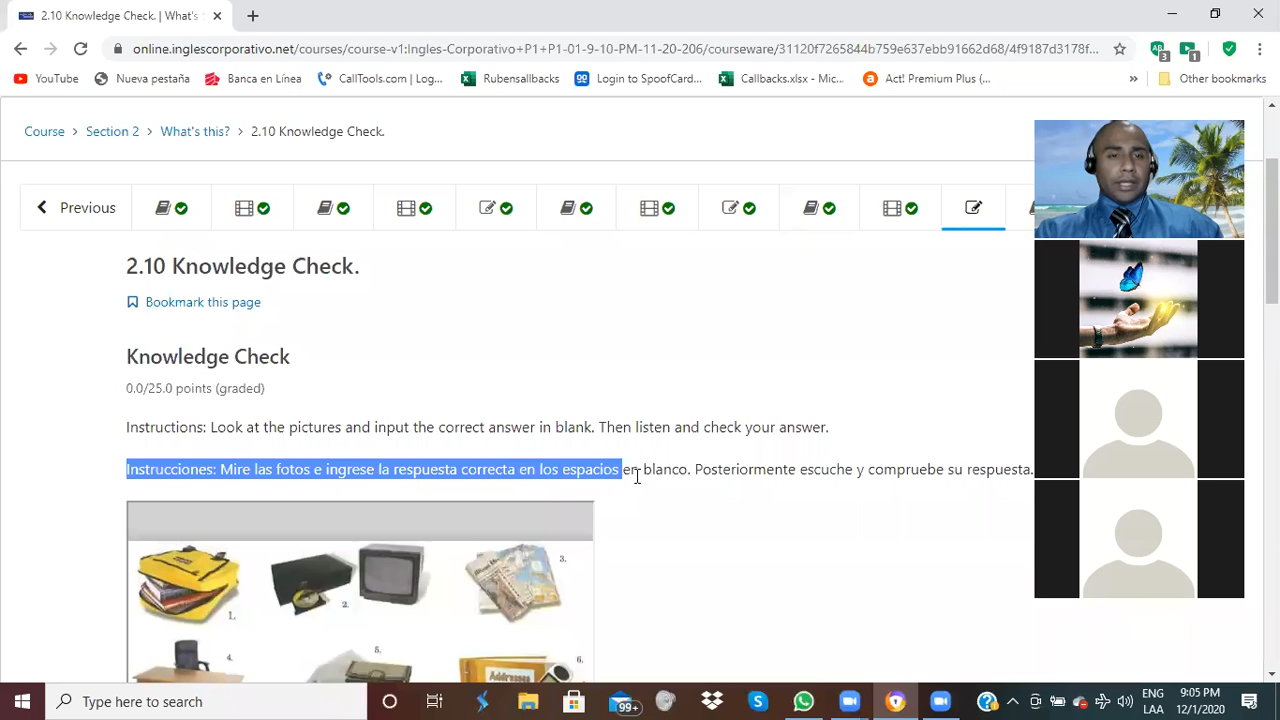 2.10 Knowledge Check. | What's
online.inglescorporativo.net/courses/course-v1:Ingles-Corporativo+P1+P1-01-9-10-PM-11-20-206/courseware/31120f7265844b759e637ebb91662d68/4f9187d3178f...
3
1
YouTube
Nueva pestaña
Banca en Línea
CallTools.com | Log...
Rubensallbacks
Login to SpoofCard...
Callbacks.xlsx - Mic...
Act! Premium Plus (...
»
Other bookmarks
Course > Section 2 > What's this? > 2.10 Knowledge Check.
Previous
2.10 Knowledge Check.
Bookmark this page
Knowledge Check
0.0/25.0 points (graded)
Instructions: Look at the pictures and input the correct answer in blank. Then listen and check your answer.
Instrucciones: Mire las fotos e ingrese la respuesta correcta en los espacios en blanco. Posteriormente escuche y compruebe su respuesta.
1.
2.
3.
4.
5.
6.
Addresses
Type here to search
99+
ENG
LAA
9:05 PM
12/1/2020